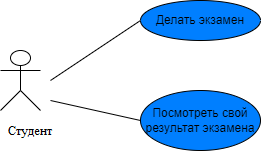 Делать экзамен
Посмотреть свой
результат экзамена
Студент